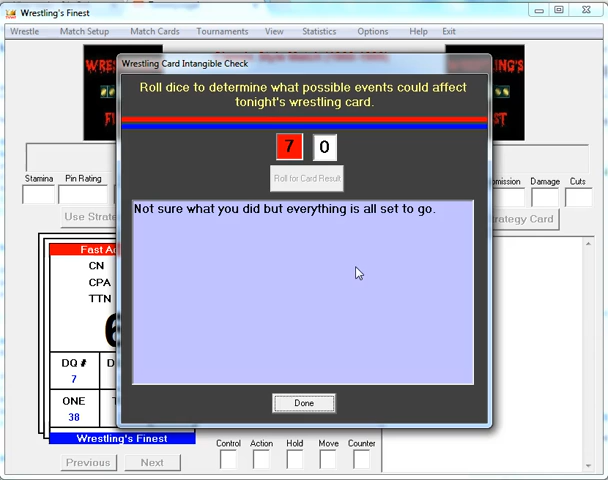 Wrestling's Finest
Wrestle Match Setup Match Cards Tournaments View Statistics Options Help Exit
Wrestling Card Intangible Check
Roll dice to determine what possible events could affect
tonight's wrestling card.
7 0
Roll for Card Result
Not sure what you did but everything is all set to go.
Done
Stamina Pin Rating
Damage Cuts
Use Strate
rategy Card
Fast Ac
CN
CPA
TTN
6
DQ #
7
ONE
38
Wrestling's Finest
Previous Next
Control Action Hold Move Counter